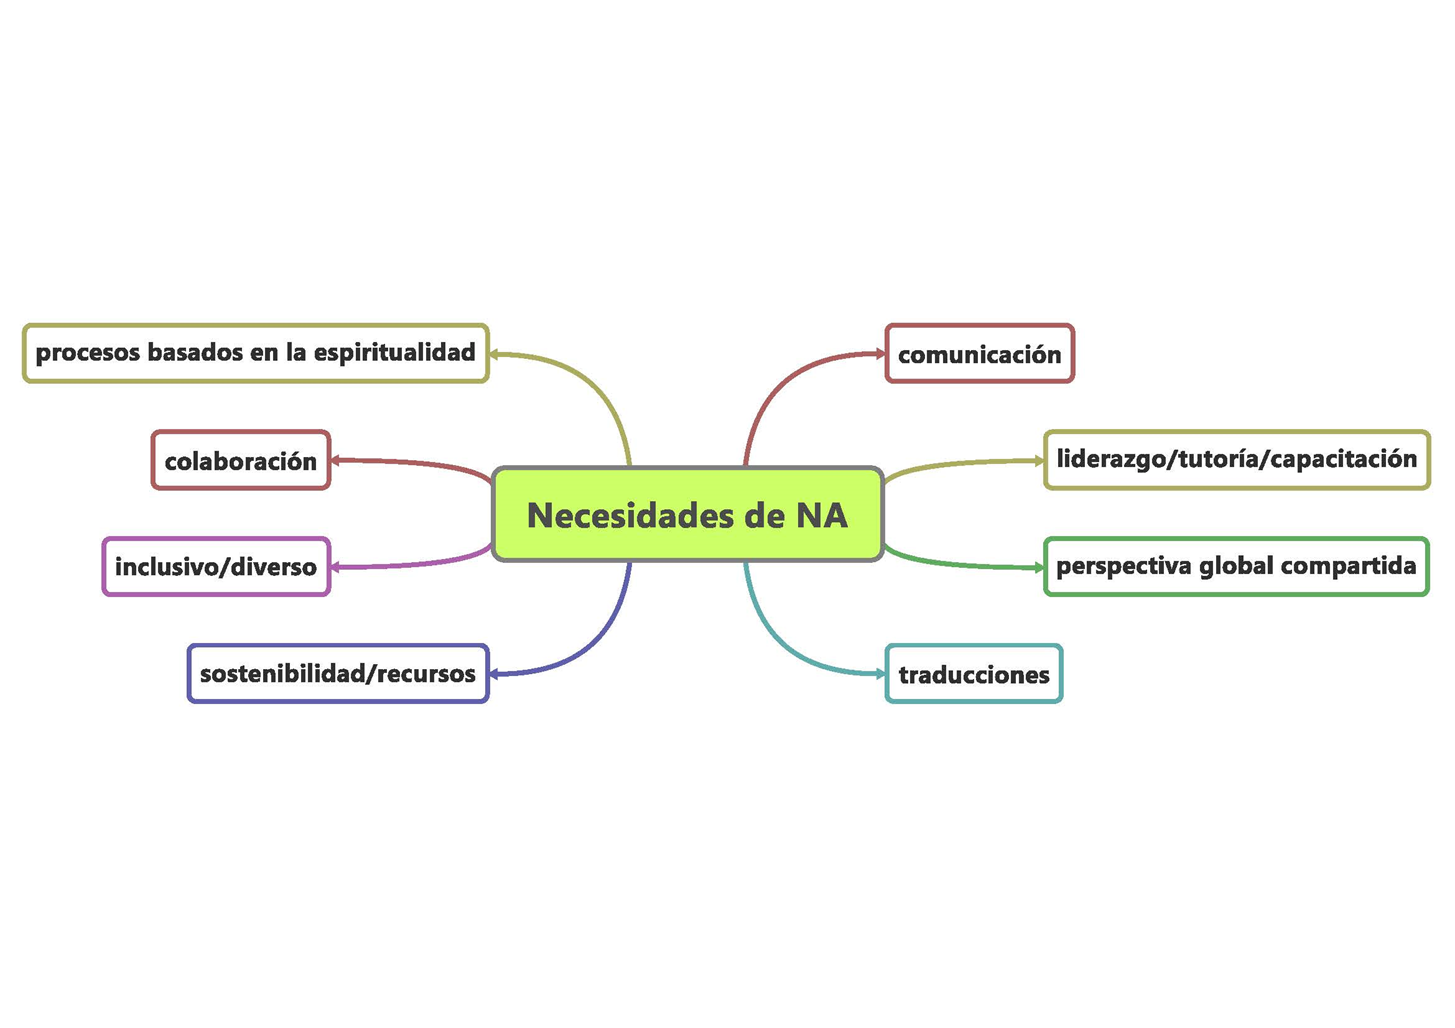 procesos basados en la espiritualidad
comunicación
colaboración
liderazgo/tutoría/capacitación
Necesidades de NA
inclusivo/diverso
perspectiva global compartida
sostenibilidad/recursos
traducciones